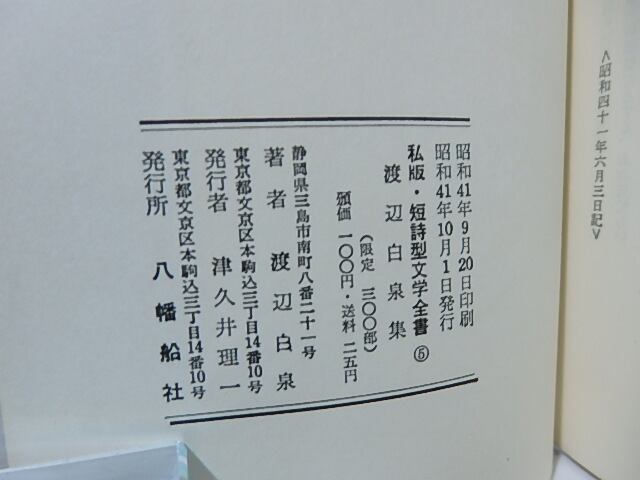 <昭和四十一年六月三日記>
昭和41年9月20日印刷
昭和41年10月1日発行
私版・短詩型文学全書⑤
渡辺白泉集
(限定 三〇〇部)
頒価 一〇〇円・送料 二五円
静岡県三島市南町八番二十一号
著者 渡辺白泉
東京都文京区本駒込三丁目14番10号
発行者 津久井理一
東京都文京区本駒込三丁目14番10号
発行所 八幡船社